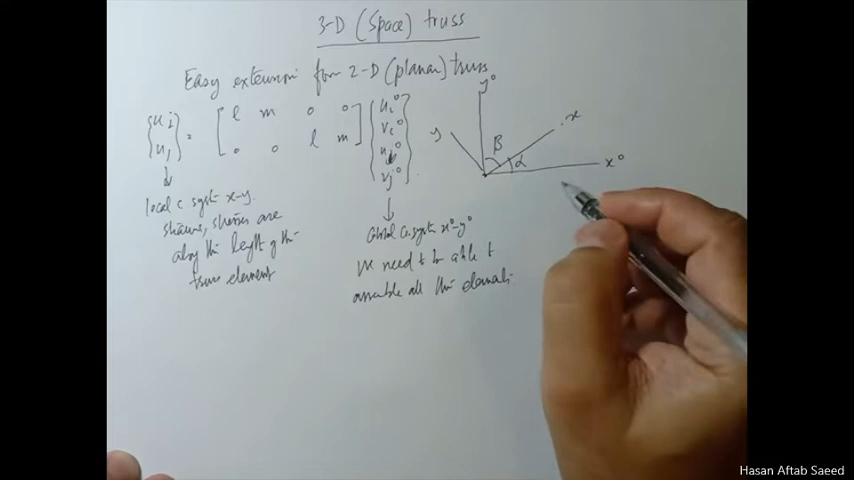 3-D (Space) truss
Easy extension from 2-D (planar) truss
{ui uj} = [l m 0 0 0 0 l m] {ui° vi° uj° vj°}
y° y x β α x°
local c. syst x-y.
strains, stresses are
along the length of the
truss element
Global c. syst x°-y°
We need to be able t
assemble all the elements
Hasan Aftab Saeed